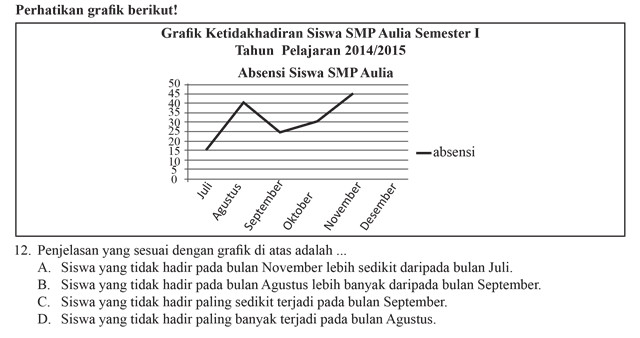 Perhatikan grafik berikut!
Grafik Ketidakhadiran Siswa SMP Aulia Semester I
Tahun Pelajaran 2014/2015
Absensi Siswa SMP Aulia
50
45
40
35
30
25
20
15
10
5
0
absensi
Juli
Agustus
September
Oktober
November
Desember
12. Penjelasan yang sesuai dengan grafik di atas adalah ...
A. Siswa yang tidak hadir pada bulan November lebih sedikit daripada bulan Juli.
B. Siswa yang tidak hadir pada bulan Agustus lebih banyak daripada bulan September.
C. Siswa yang tidak hadir paling sedikit terjadi pada bulan September.
D. Siswa yang tidak hadir paling banyak terjadi pada bulan Agustus.